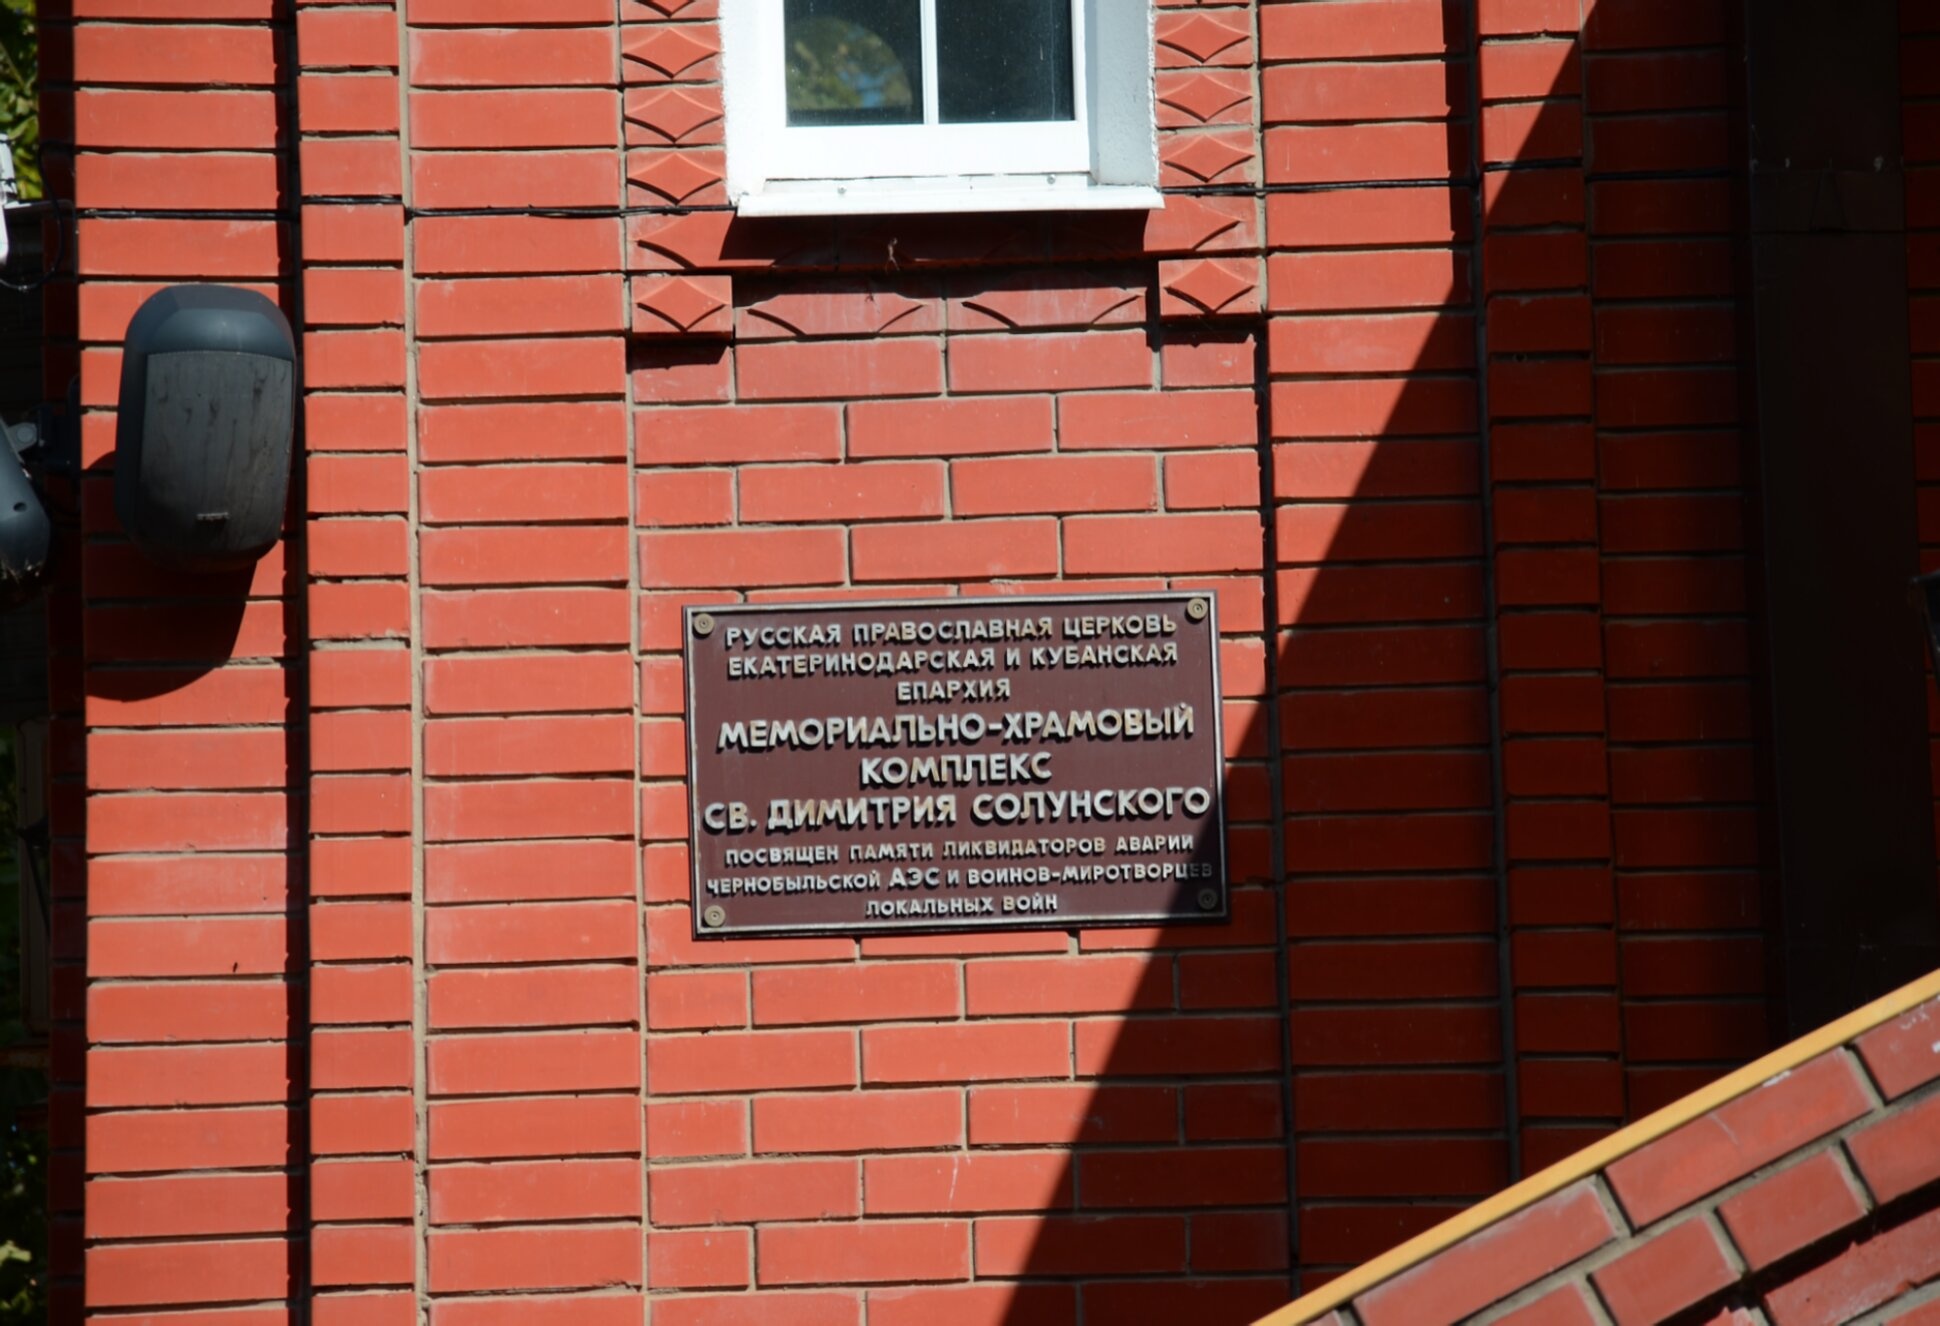 РУССКАЯ ПРАВОСЛАВНАЯ ЦЕРКОВЬ
ЕКАТЕРИНОДАРСКАЯ И КУБАНСКАЯ
ЕПАРХИЯ
МЕМОРИАЛЬНО-ХРАМОВЫЙ
КОМПЛЕКС
СВ. ДИМИТРИЯ СОЛУНСКОГО
ПОСВЯЩЕН ПАМЯТИ ЛИКВИДАТОРОВ АВАРИИ
ЧЕРНОБЫЛЬСКОЙ АЭС И ВОИНОВ-МИРОТВОРЦЕВ
ЛОКАЛЬНЫХ ВОЙН